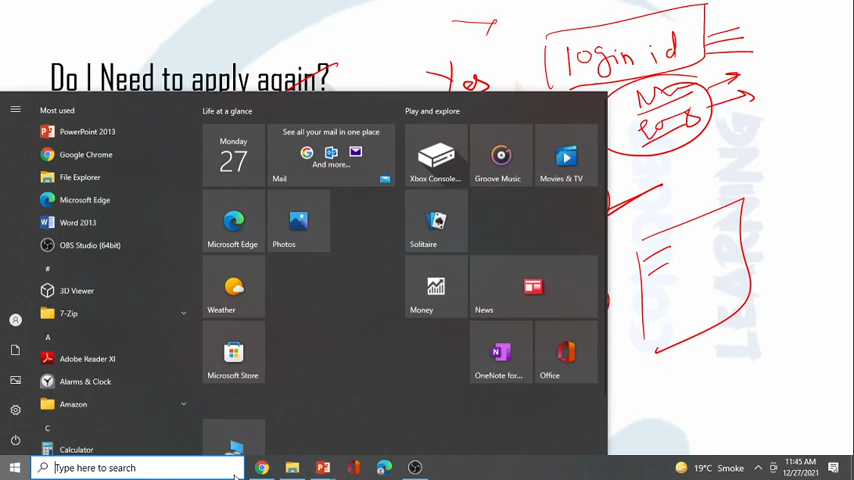 Do I Need to apply again?
Yes
login id
LEARNING
Most used
PowerPoint 2013
Google Chrome
File Explorer
Microsoft Edge
Word 2013
OBS Studio (64bit)
#
3D Viewer
7-Zip
A
Adobe Reader XI
Alarms & Clock
Amazon
C
Calculator
Life at a glance
Monday
27
See all your mail in one place
And more...
Mail
Microsoft Edge
Photos
Weather
Microsoft Store
Play and explore
Xbox Console...
Groove Music
Movies & TV
Solitaire
Money
News
OneNote for...
Office
Type here to search
19°C Smoke
11:45 AM
12/27/2021